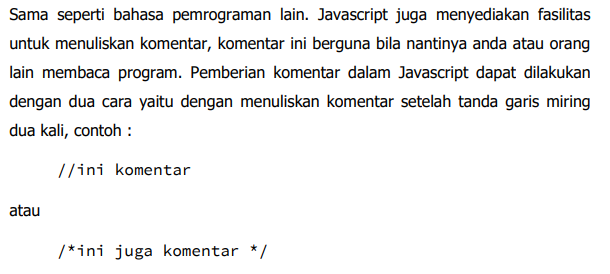 Sama seperti bahasa pemrograman lain. Javascript juga menyediakan fasilitas
untuk menuliskan komentar, komentar ini berguna bila nantinya anda atau orang
lain membaca program. Pemberian komentar dalam Javascript dapat dilakukan
dengan dua cara yaitu dengan menuliskan komentar setelah tanda garis miring
dua kali, contoh :
//ini komentar
atau
/*ini juga komentar */